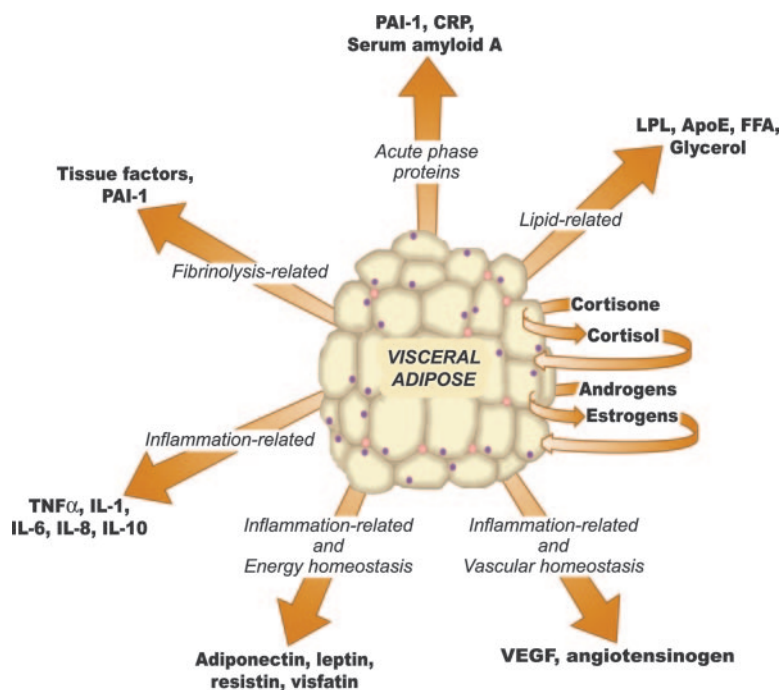 PAI-1, CRP,
Serum amyloid A
Acute phase
proteins
LPL, ApoE, FFA,
Glycerol
Lipid-related
Tissue factors,
PAI-1
Fibrinolysis-related
Cortisone
Cortisol
VISCERAL
ADIPOSE
Androgens
Estrogens
Inflammation-related
TNFα, IL-1,
IL-6, IL-8, IL-10
Inflammation-related
and
Energy homeostasis
Adiponectin, leptin,
resistin, visfatin
Inflammation-related
and
Vascular homeostasis
VEGF, angiotensinogen